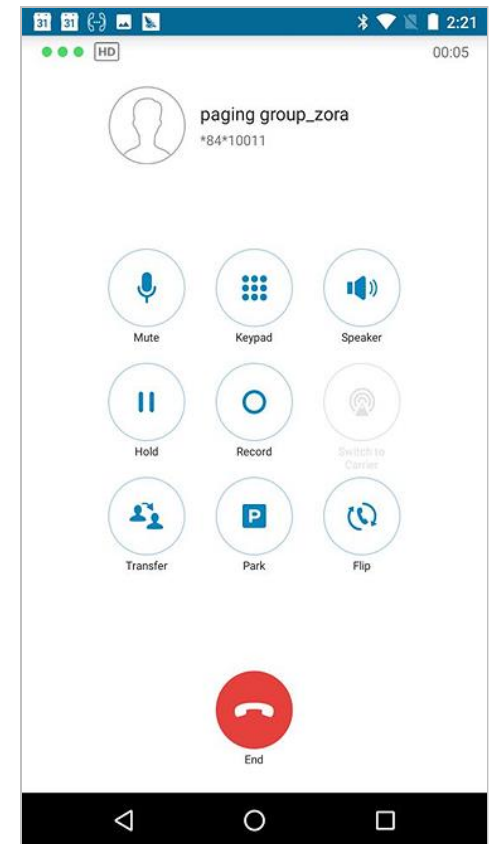 31 31 2:21
HD 00:05
paging group_zora
*84*10011
Mute Keypad Speaker
Hold Record Switch to
Carrier
P
Transfer Park Flip
End